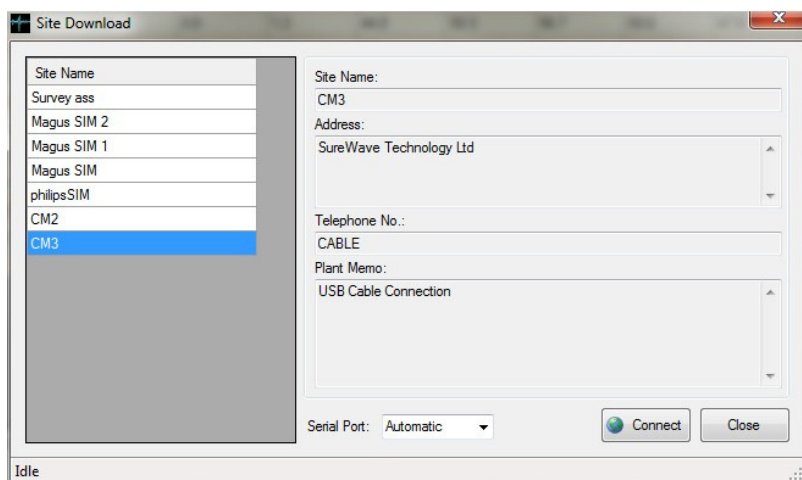 Site Download
Site Name
Survey ass
Magus SIM 2
Magus SIM 1
Magus SIM
philipsSIM
CM2
CM3
Site Name:
CM3
Address:
SureWave Technology Ltd
Telephone No.:
CABLE
Plant Memo:
USB Cable Connection
Serial Port: Automatic
Connect
Close
Idle